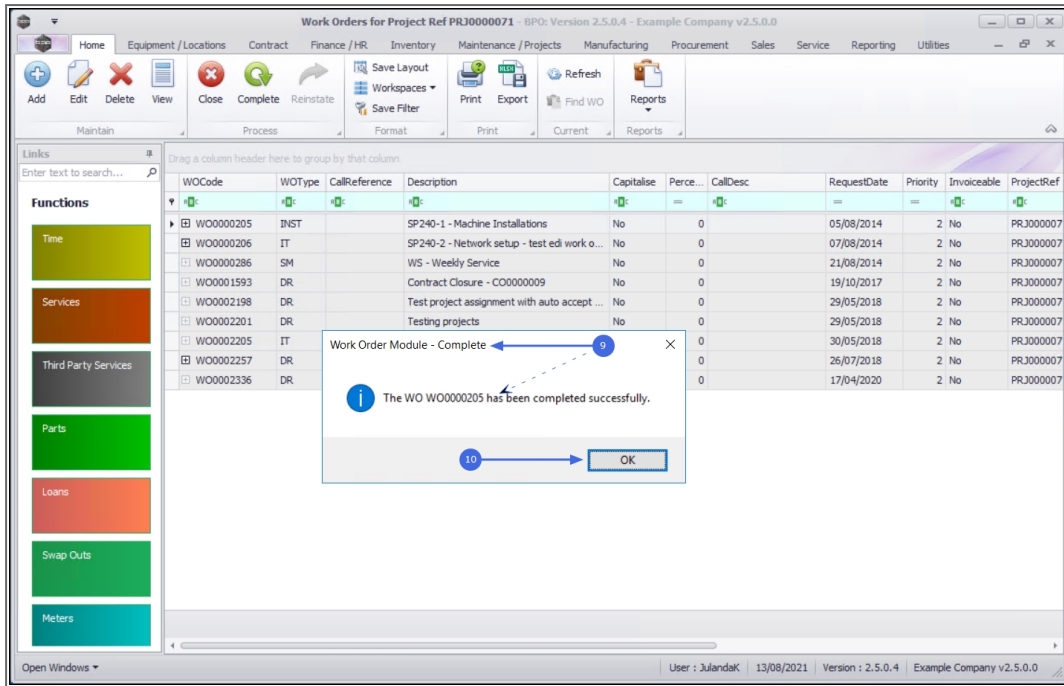 Work Orders for Project Ref PRJ0000071 - BPO: Version 2.5.0.4 - Example Company v2.5.0.0
Home Equipment / Locations Contract Finance / HR Inventory Maintenance / Projects Manufacturing Procurement Sales Service Reporting Utilities
Add Edit Delete View Close Complete Reinstate Save Layout Workspaces Save Filter Print Export Refresh Find WO Reports
Maintain Process Format Print Current Reports
Links
Enter text to search...
Drag a column header here to group by that column
Functions
WOCode WOType CallReference Description Capitalise Perce... CallDesc RequestDate Priority Invoiceable ProjectRef
WO0000205 INST SP240-1 - Machine Installations No 0 05/08/2014 2 No PRJ0000007
WO0000206 IT SP240-2 - Network setup - test edi work o... No 0 07/08/2014 2 No PRJ0000007
WO0000286 SM WS - Weekly Service No 0 21/08/2014 2 No PRJ0000007
WO0001593 DR Contract Closure - CO0000009 No 0 19/10/2017 2 No PRJ0000007
WO0002198 DR Test project assignment with auto accept ... No 0 29/05/2018 2 No PRJ0000007
WO0002201 DR Testing projects No 0 29/05/2018 2 No PRJ0000007
WO0002205 IT 0 30/05/2018 2 No PRJ0000007
WO0002257 DR 0 26/07/2018 2 No PRJ0000007
WO0002336 DR 0 17/04/2020 2 No PRJ0000007
Time
Services
Third Party Services
Parts
Loans
Swap Outs
Meters
Work Order Module - Complete
9
The WO WO0000205 has been completed successfully.
10
OK
Open Windows User : JulandaK 13/08/2021 Version : 2.5.0.4 Example Company v2.5.0.0